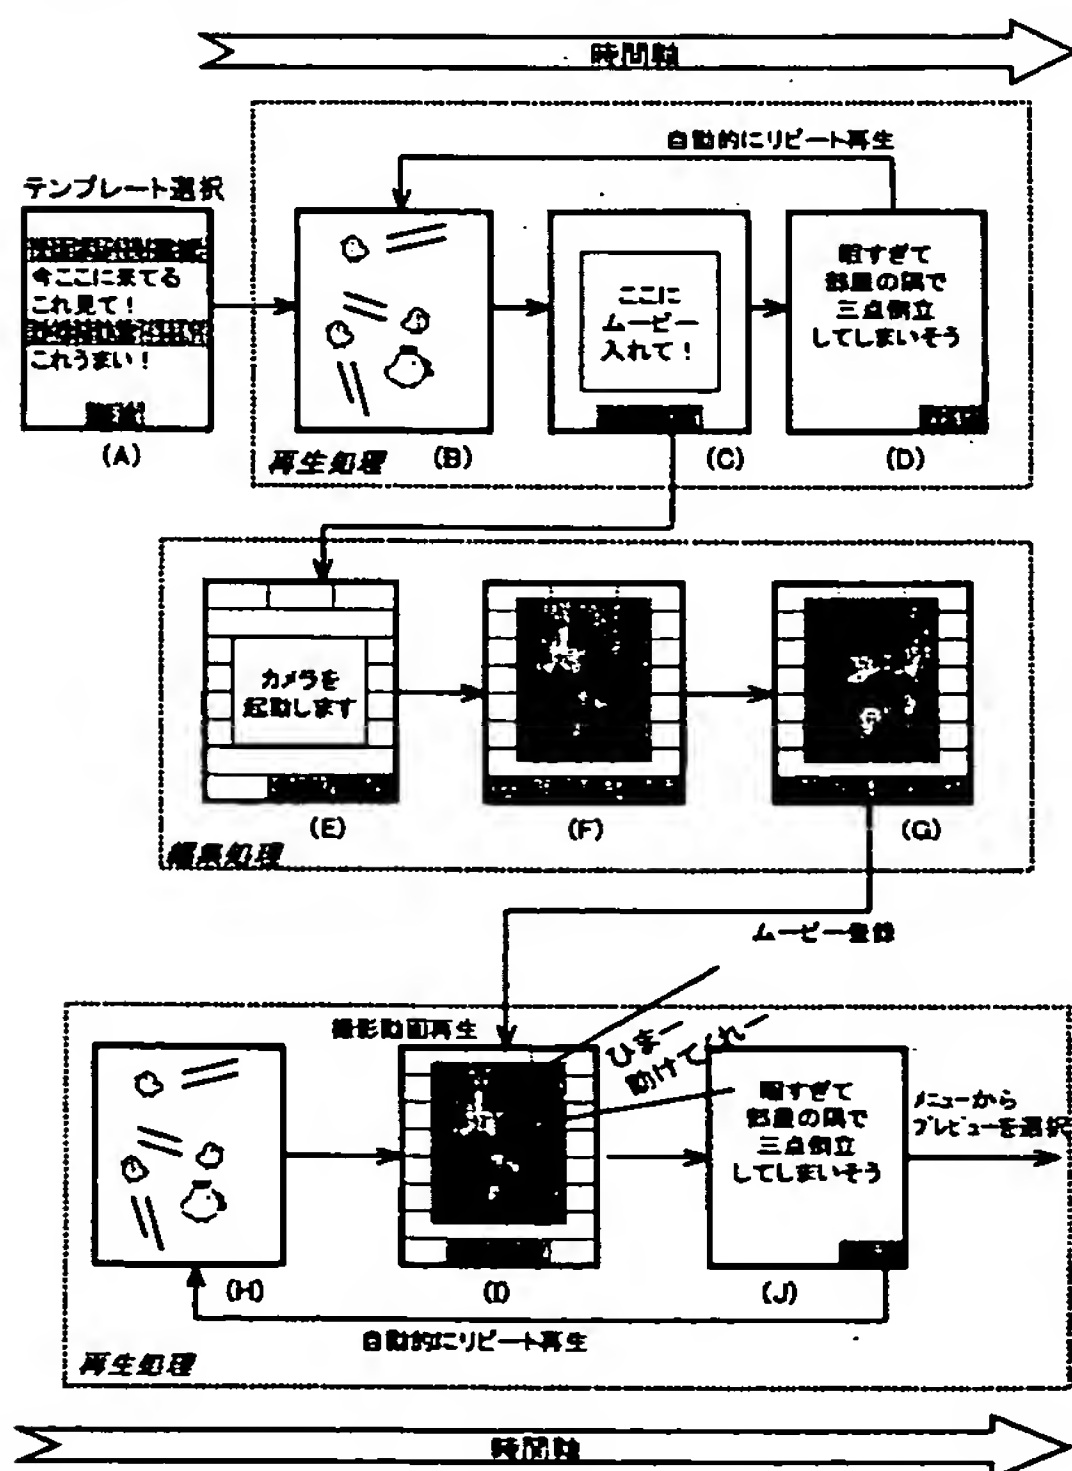 時間軸
自動的にリピート再生
テンプレート選択
今ここに来てる
これ見て!
これうまい!
(A)
(B)
ここに
ムービー
入れて!
(C)
暇すぎて
部屋の隅で
三点倒立
してしまいそう
(D)
再生処理
カメラを
起動します
(E)
(F)
(G)
編集処理
ムービー登録
撮影動画再生
ひまー
助けてくれー
暇すぎて
部屋の隅で
三点倒立
してしまいそう
メニューから
プレビューを選択
(H)
(I)
(J)
自動的にリピート再生
再生処理
時間軸